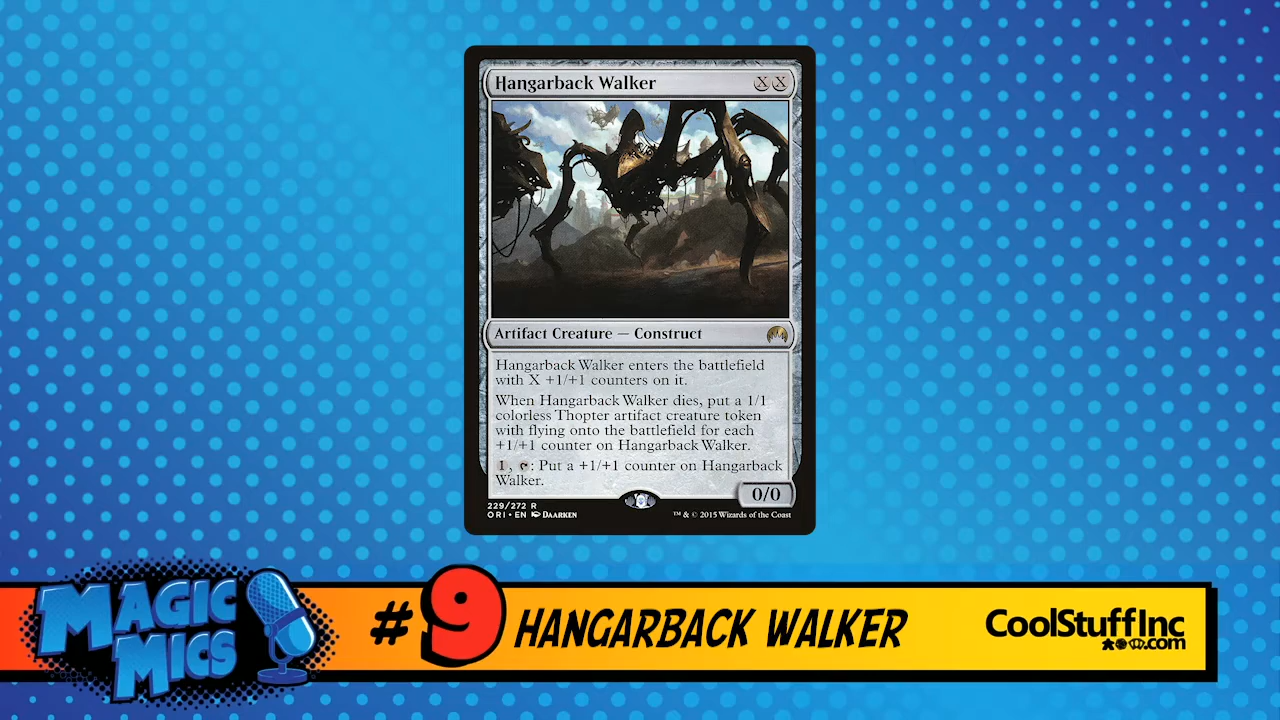 Hangarback Walker XX
Artifact Creature — Construct
Hangarback Walker enters the battlefield
with X +1/+1 counters on it.
When Hangarback Walker dies, put a 1/1
colorless Thopter artifact creature token
with flying onto the battlefield for each
+1/+1 counter on Hangarback Walker.
1, : Put a +1/+1 counter on Hangarback
Walker.
0/0
229/272 R
ORI • EN DAARKEN
™ & © 2015 Wizards of the Coast
MAGIC
MICS
#9 HANGARBACK WALKER
CoolStuffInc
.com